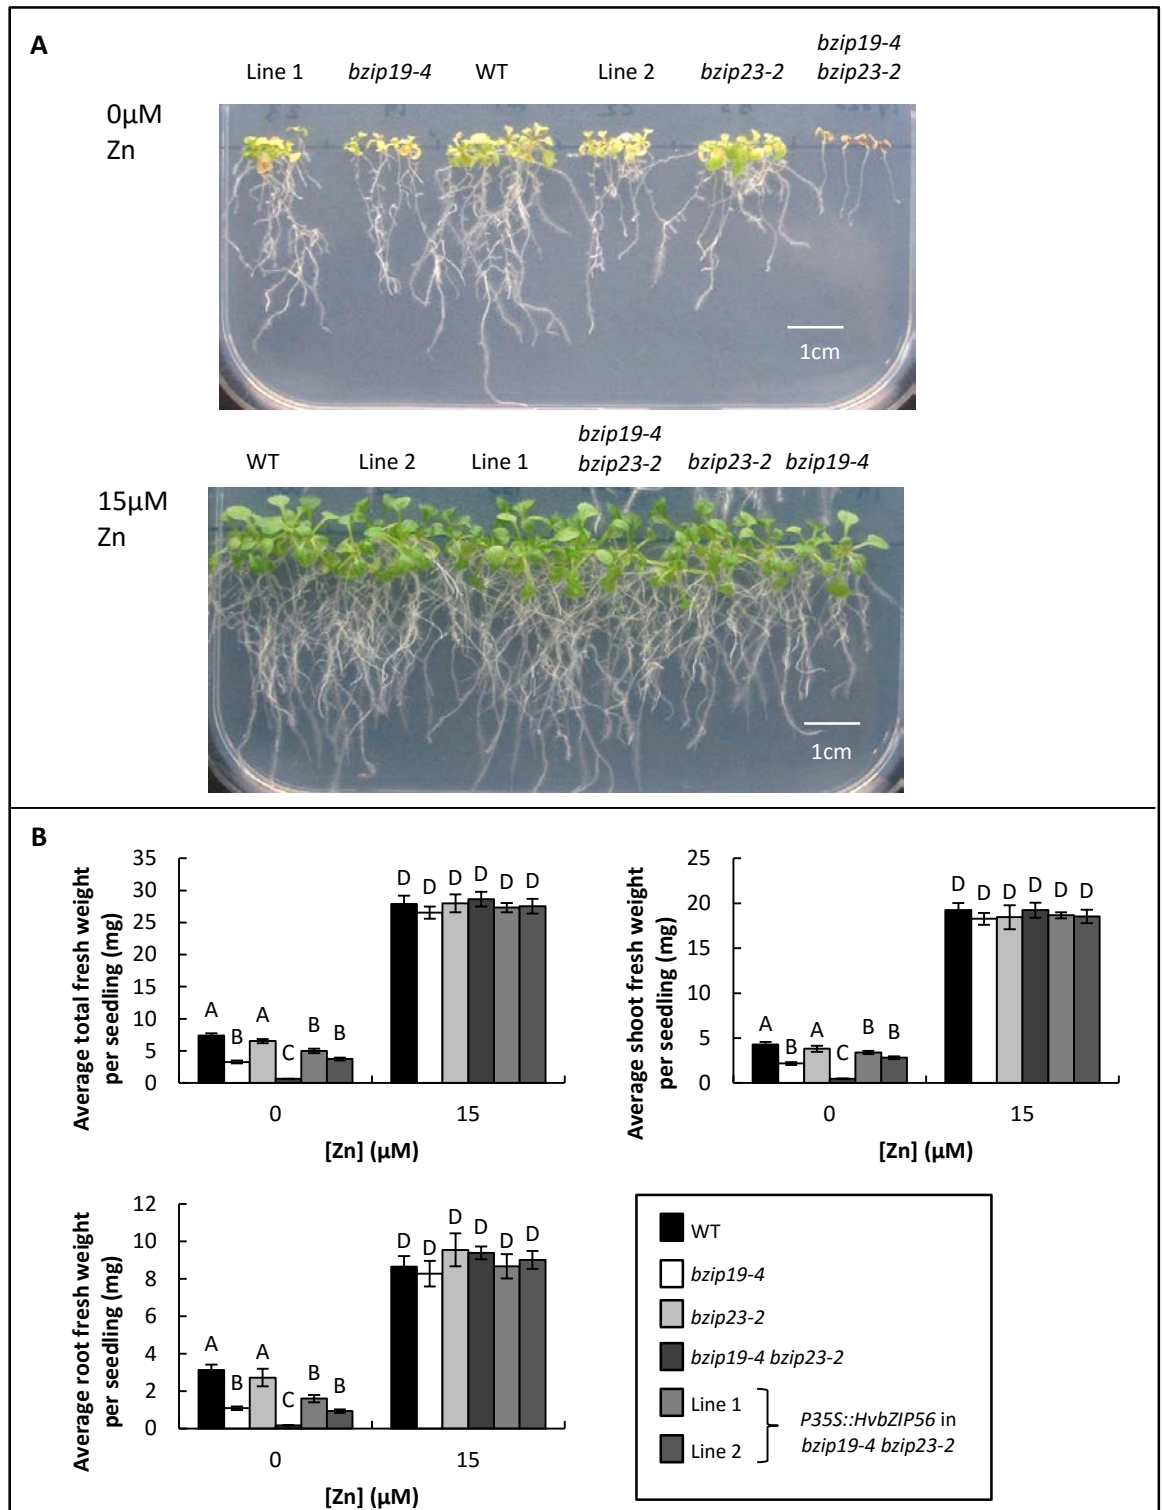 A
Line 1 bzip19-4 WT Line 2 bzip23-2 bzip19-4
bzip23-2
0µM
Zn
1cm
WT Line 2 Line 1 bzip19-4
bzip23-2 bzip23-2 bzip19-4
15µM
Zn
1cm
B
Average total fresh weight
per seedling (mg)
35
30
25
20
15
10
5
0
A B A C B B
D D D D D D
0 15
[Zn] (µM)
Average shoot fresh weight
per seedling (mg)
25
20
15
10
5
0
A B A C B B
D D D D D D
0 15
[Zn] (µM)
Average root fresh weight
per seedling (mg)
12
10
8
6
4
2
0
A B A C B B
D D D D D D
0 15
[Zn] (µM)
WT
bzip19-4
bzip23-2
bzip19-4 bzip23-2
Line 1
Line 2
P35S::HvbZIP56 in
bzip19-4 bzip23-2